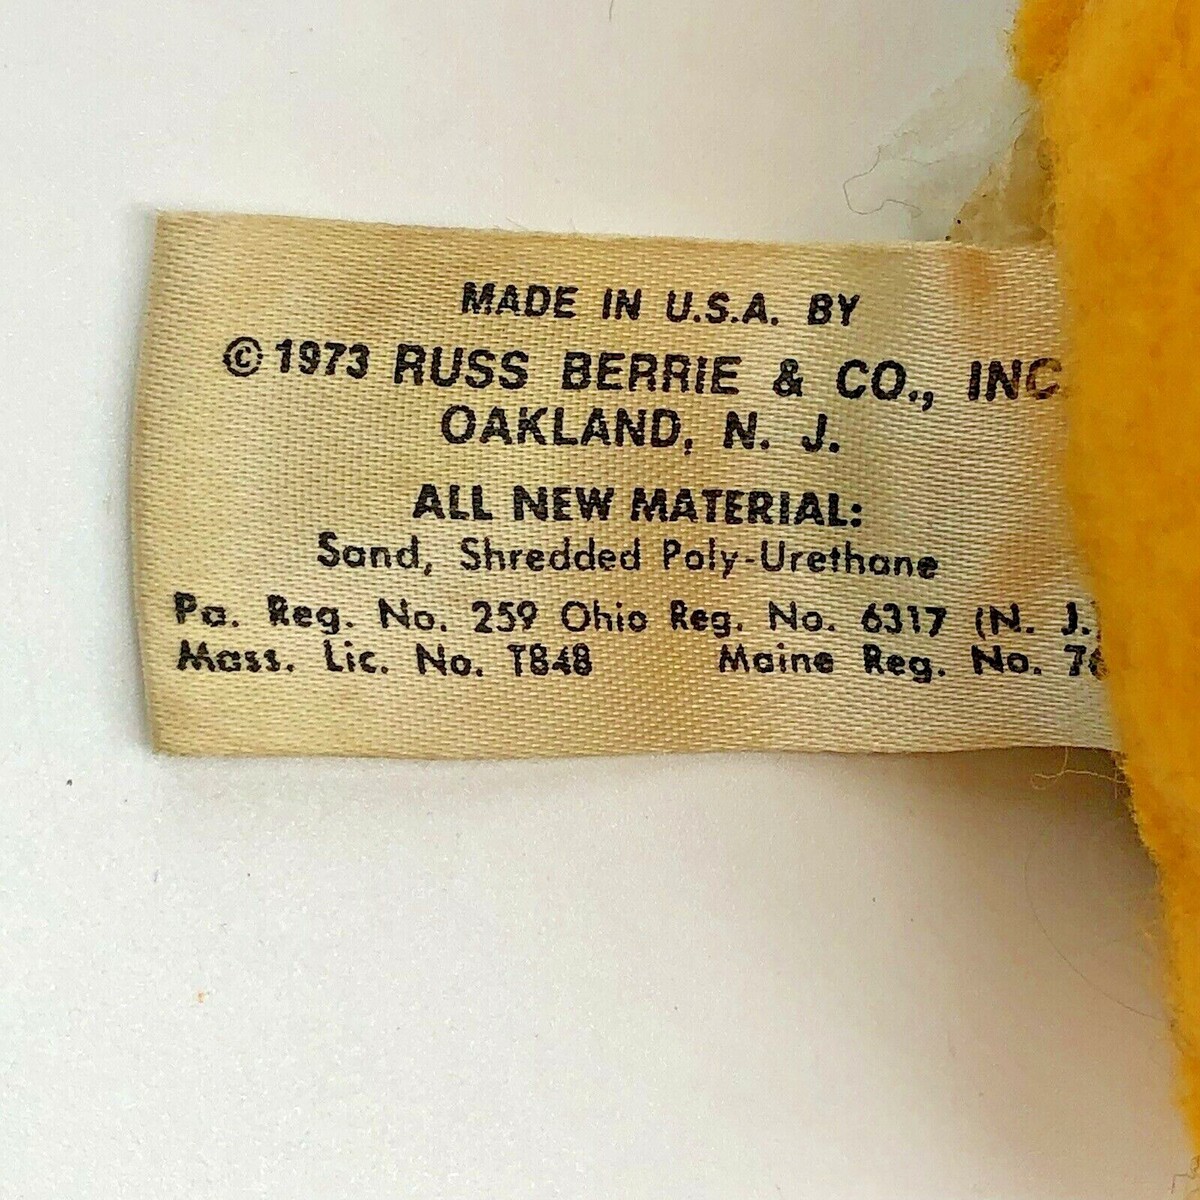 MADE IN U.S.A. BY
© 1973 RUSS BERRIE & CO., INC.
OAKLAND, N. J.
ALL NEW MATERIAL:
Sand, Shredded Poly-Urethane
Pa. Reg. No. 259 Ohio Reg. No. 6317 (N. J.)
Mass. Lic. No. T848 Maine Reg. No.